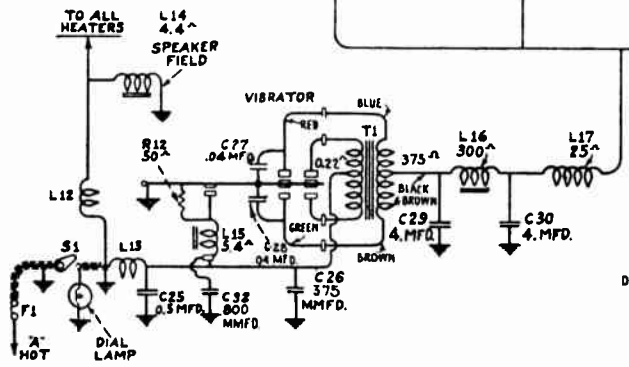 TO ALL
HEATERS
L14
4.4^
SPEAKER
FIELD
VIBRATOR
BLUE
RED
T1
R12
50^
C27
.04 MFD.
0.22^
375 Ω
L16
300^
L17
25^
BLACK
& BROWN
L12
L15
5.4^
GREEN
C28
.04 MFD.
BROWN
C29
4. MFD.
C30
4. MFD.
S1
L13
C26
375
MMFD.
C25
0.5 MFD.
C32
800
MMFD.
F1
"A"
HOT
DIAL
LAMP
D